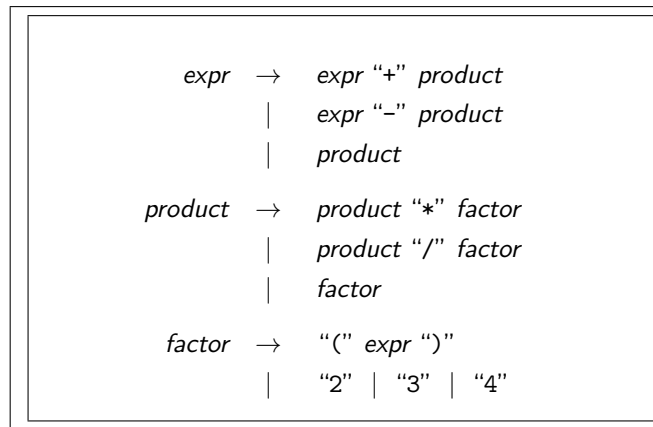 expr → expr “+” product
| expr “-” product
| product
product → product “*” factor
| product “/” factor
| factor
factor → “(” expr “)”
| “2” | “3” | “4”